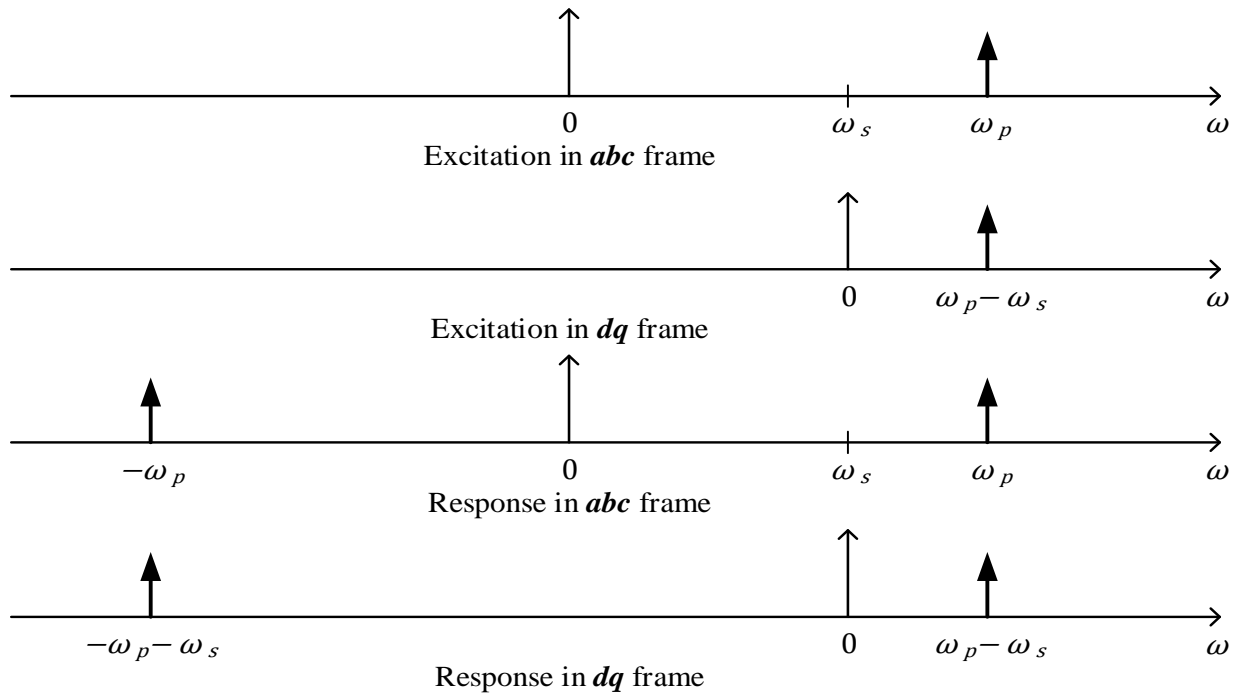 0 ω s ω p ω
Excitation in abc frame
0 ω p − ω s ω
Excitation in dq frame
−ω p 0 ω s ω p ω
Response in abc frame
−ω p − ω s 0 ω p − ω s ω
Response in dq frame